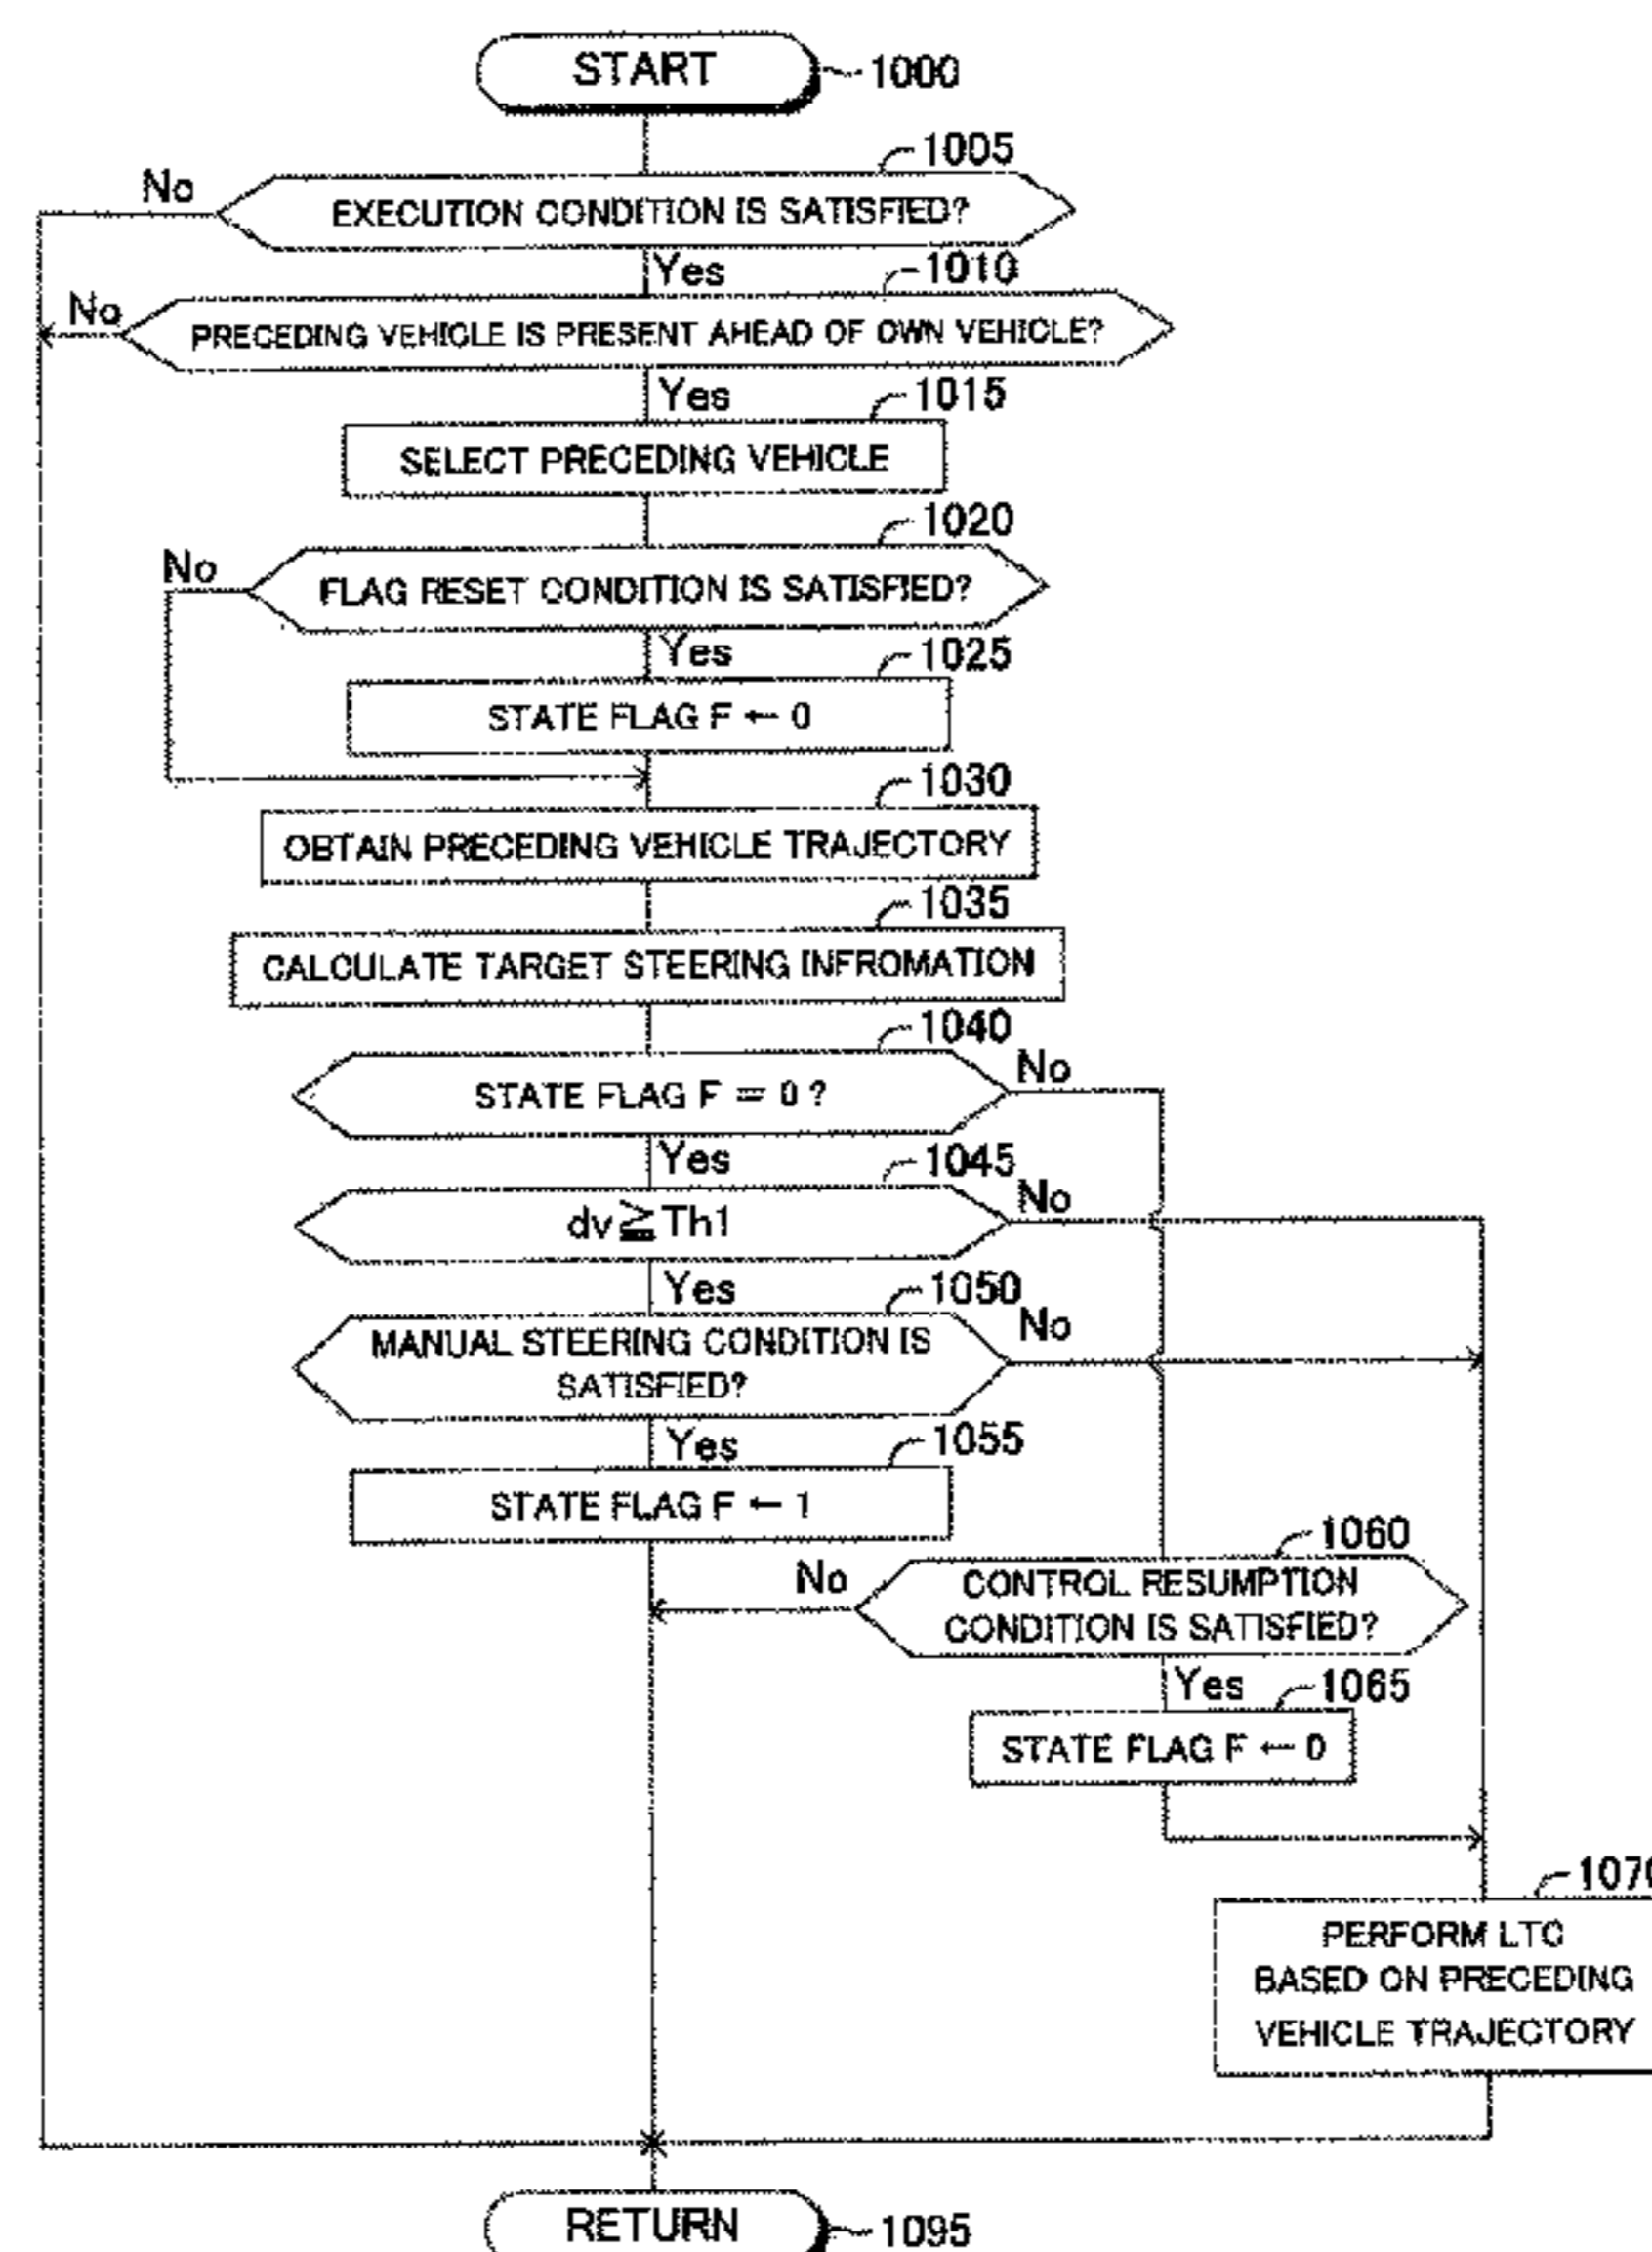 START
1000
1005
No
EXECUTION CONDITION IS SATISFIED?
Yes
1010
No
PRECEDING VEHICLE IS PRESENT AHEAD OF OWN VEHICLE?
Yes
1015
SELECT PRECEDING VEHICLE
1020
No
FLAG RESET CONDITION IS SATISFIED?
Yes
1025
STATE FLAG F ← 0
1030
OBTAIN PRECEDING VEHICLE TRAJECTORY
1035
CALCULATE TARGET STEERING INFROMATION
1040
No
STATE FLAG F = 0 ?
Yes
1045
No
dv≧Th1
Yes
1050
No
MANUAL STEERING CONDITION IS
SATISFIED?
Yes
1055
STATE FLAG F ← 1
1060
No
CONTROL RESUMPTION
CONDITION IS SATISFIED?
Yes
1065
STATE FLAG F ← 0
1070
PERFORM LTC
BASED ON PRECEDING
VEHICLE TRAJECTORY
RETURN
1095